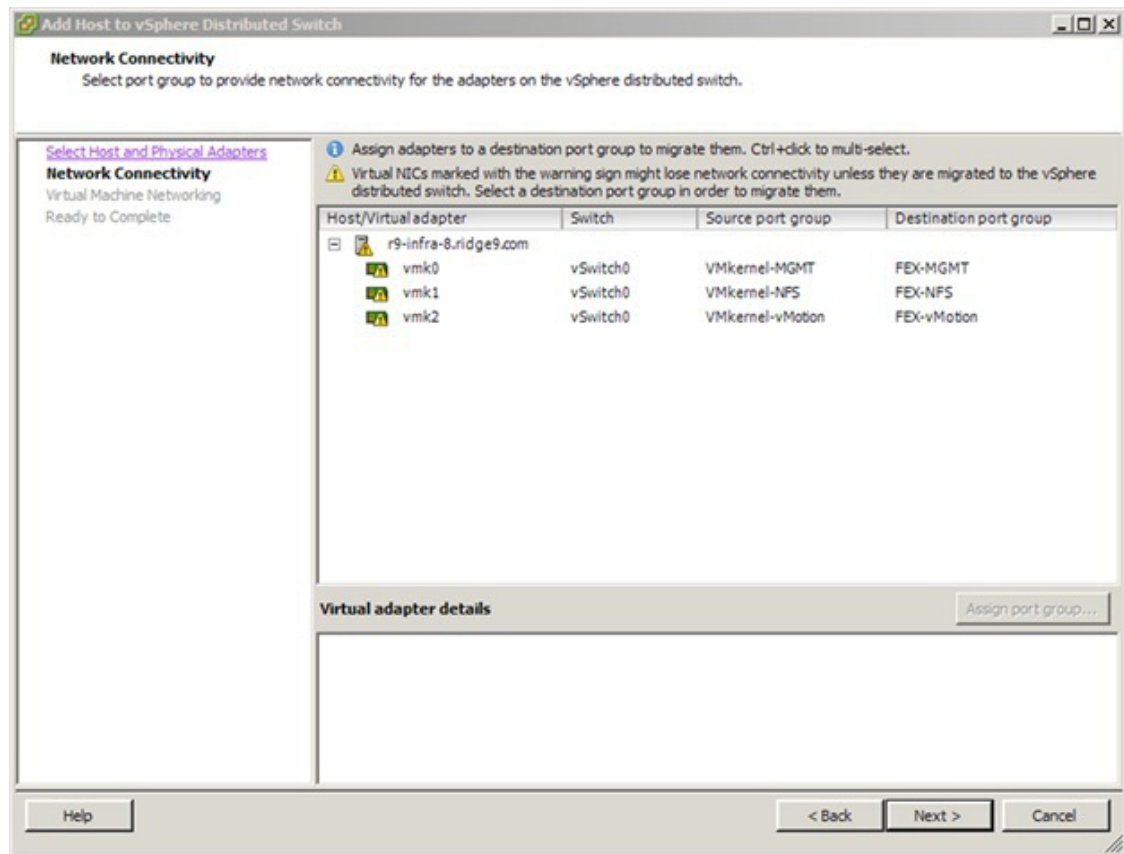 Add Host to vSphere Distributed Switch
Network Connectivity
Select port group to provide network connectivity for the adapters on the vSphere distributed switch.
Select Host and Physical Adapters
Network Connectivity
Virtual Machine Networking
Ready to Complete
Assign adapters to a destination port group to migrate them. Ctrl+click to multi-select.
Virtual NICs marked with the warning sign might lose network connectivity unless they are migrated to the vSphere
distributed switch. Select a destination port group in order to migrate them.
Host/Virtual adapter Switch Source port group Destination port group
r9-infra-8.ridge9.com
vmk0 vSwitch0 VMkernel-MGMT FEX-MGMT
vmk1 vSwitch0 VMkernel-NFS FEX-NFS
vmk2 vSwitch0 VMkernel-vMotion FEX-vMotion
Virtual adapter details Assign port group...
Help < Back Next > Cancel